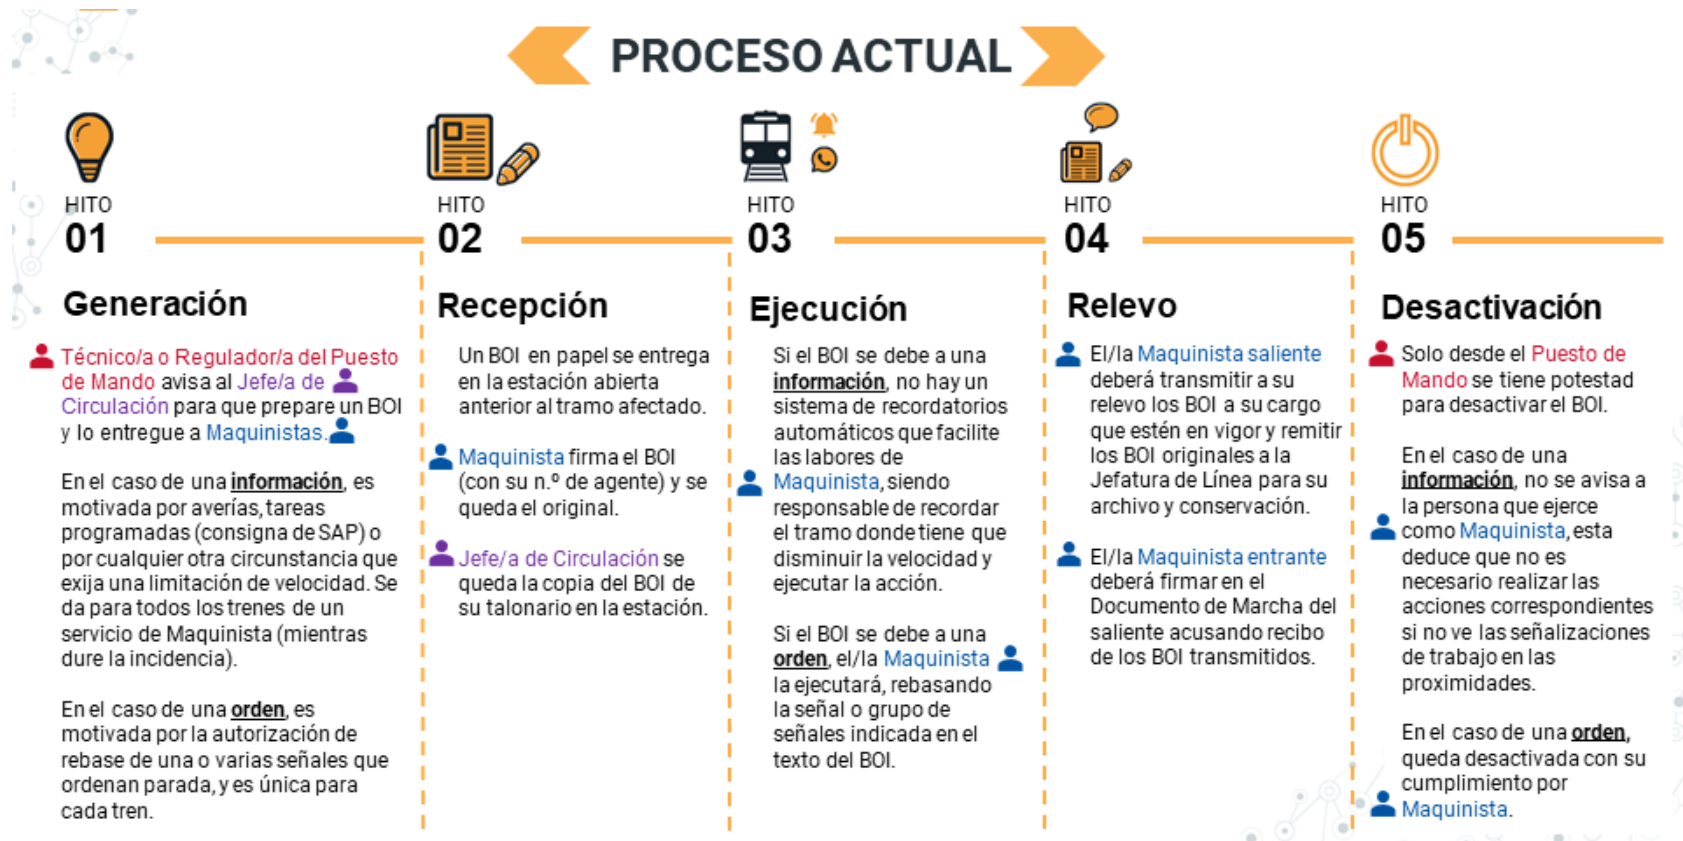 PROCESO ACTUAL
HITO
01
Generación
Técnico/a o Regulador/a del Puesto
de Mando avisa al Jefe/a de
Circulación para que prepare un BOI
y lo entregue a Maquinistas.
En el caso de una información, es
motivada por averías, tareas
programadas (consigna de SAP) o
por cualquier otra circunstancia que
exija una limitación de velocidad. Se
da para todos los trenes de un
servicio de Maquinista (mientras
dure la incidencia).
En el caso de una orden, es
motivada por la autorización de
rebase de una o varias señales que
ordenan parada, y es única para
cada tren.
HITO
02
Recepción
Un BOI en papel se entrega
en la estación abierta
anterior al tramo afectado.
Maquinista firma el BOI
(con su n.º de agente) y se
queda el original.
Jefe/a de Circulación se
queda la copia del BOI de
su talonario en la estación.
HITO
03
Ejecución
Si el BOI se debe a una
información, no hay un
sistema de recordatorios
automáticos que facilite
las labores de
Maquinista, siendo
responsable de recordar
el tramo donde tiene que
disminuir la velocidad y
ejecutar la acción.
Si el BOI se debe a una
orden, el/la Maquinista
la ejecutará, rebasando
la señal o grupo de
señales indicada en el
texto del BOI.
HITO
04
Relevo
El/la Maquinista saliente
deberá transmitir a su
relevo los BOI a su cargo
que estén en vigor y remitir
los BOI originales a la
Jefatura de Línea para su
archivo y conservación.
El/la Maquinista entrante
deberá firmar en el
Documento de Marcha del
saliente acusando recibo
de los BOI transmitidos.
HITO
05
Desactivación
Solo desde el Puesto de
Mando se tiene potestad
para desactivar el BOI.
En el caso de una
información, no se avisa a
la persona que ejerce
como Maquinista, esta
deduce que no es
necesario realizar las
acciones correspondientes
si no ve las señalizaciones
de trabajo en las
proximidades.
En el caso de una orden,
queda desactivada con su
cumplimiento por
Maquinista.